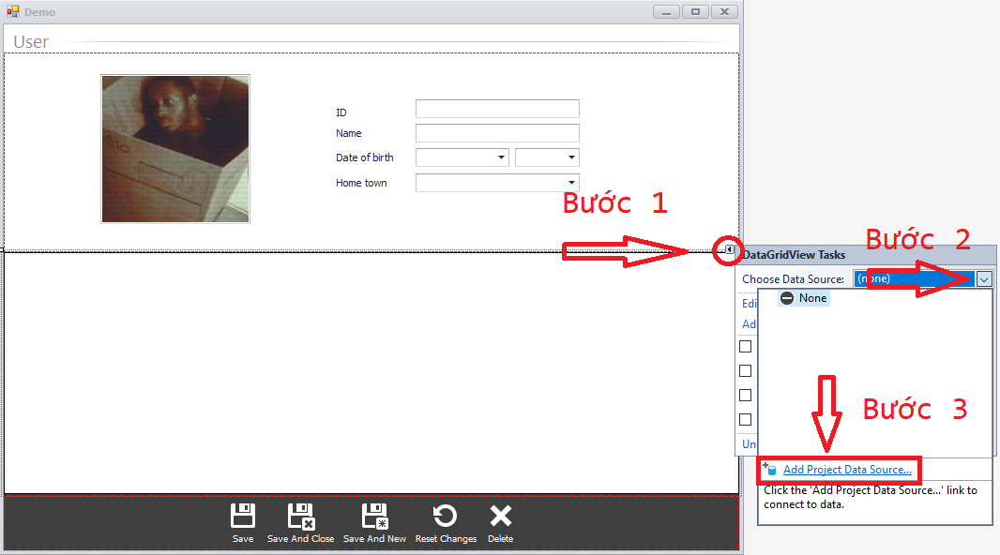 Demo
User
ID
Name
Date of birth
Home town
Bước 1
Bước 2
DataGridView Tasks
Choose Data Source:
(none)
None
Edi
Ad
Bước 3
Un
Add Project Data Source...
Click the 'Add Project Data Source...' link to
connect to data.
Save
Save And Close
Save And New
Reset Changes
Delete